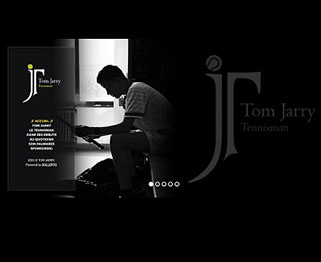 Tom Jarry
Tennisman
// ACCUEIL //
TOM JARRY
LE TENNISMAN
DANS SES DEBUTS
AU QUOTIDIEN
SON PALMARES
SPONSORING
2010 © TOM JARRY
Powered by
Tom Jarry
Tennisman